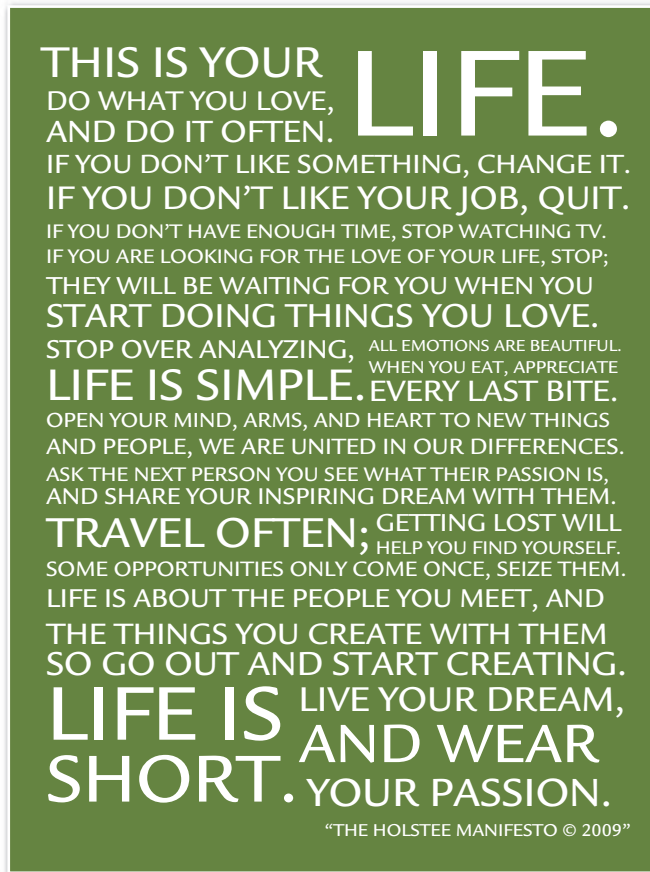 THIS IS YOUR LIFE.
DO WHAT YOU LOVE,
AND DO IT OFTEN.
IF YOU DON’T LIKE SOMETHING, CHANGE IT.
IF YOU DON’T LIKE YOUR JOB, QUIT.
IF YOU DON’T HAVE ENOUGH TIME, STOP WATCHING TV.
IF YOU ARE LOOKING FOR THE LOVE OF YOUR LIFE, STOP;
THEY WILL BE WAITING FOR YOU WHEN YOU
START DOING THINGS YOU LOVE.
STOP OVER ANALYZING,
LIFE IS SIMPLE.
ALL EMOTIONS ARE BEAUTIFUL.
WHEN YOU EAT, APPRECIATE
EVERY LAST BITE.
OPEN YOUR MIND, ARMS, AND HEART TO NEW THINGS
AND PEOPLE, WE ARE UNITED IN OUR DIFFERENCES.
ASK THE NEXT PERSON YOU SEE WHAT THEIR PASSION IS,
AND SHARE YOUR INSPIRING DREAM WITH THEM.
TRAVEL OFTEN;
GETTING LOST WILL
HELP YOU FIND YOURSELF.
SOME OPPORTUNITIES ONLY COME ONCE, SEIZE THEM.
LIFE IS ABOUT THE PEOPLE YOU MEET, AND
THE THINGS YOU CREATE WITH THEM
SO GO OUT AND START CREATING.
LIFE IS
SHORT.
LIVE YOUR DREAM,
AND WEAR
YOUR PASSION.
“THE HOLSTEE MANIFESTO © 2009”